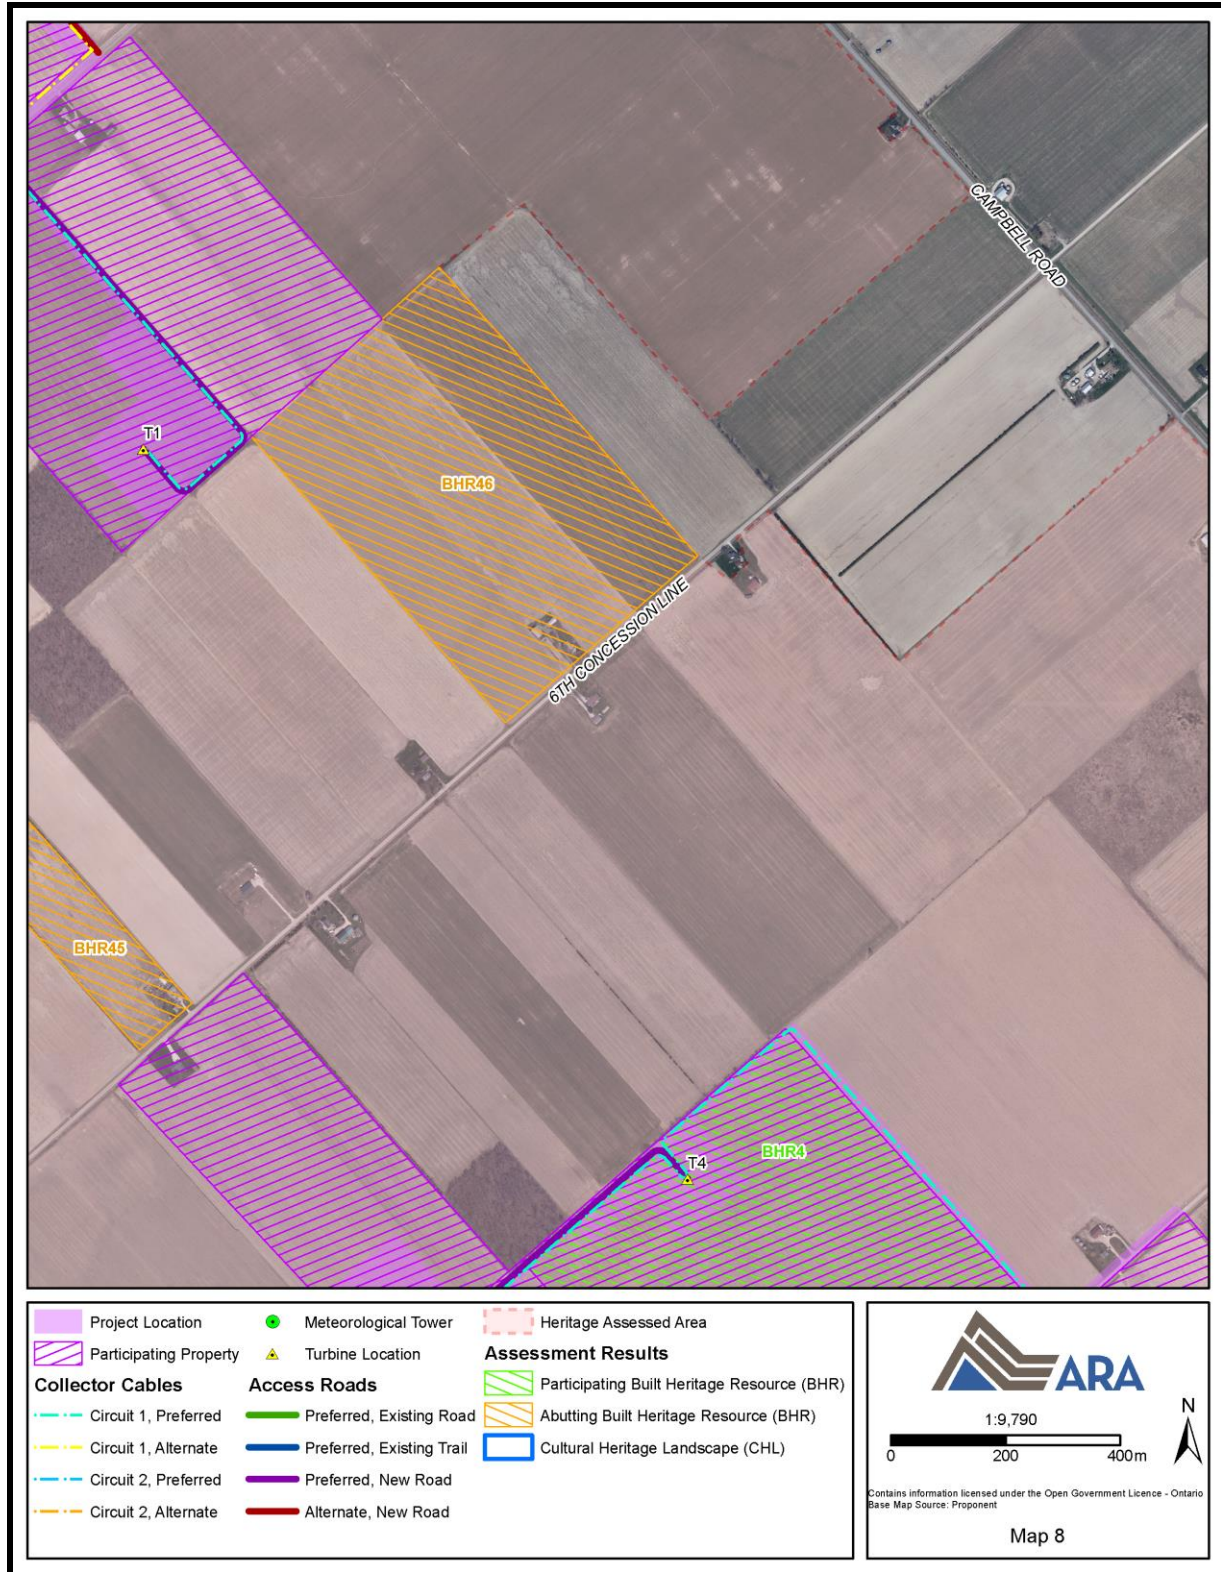 CAMPBELL ROAD
T1
BHR46
6TH CONCESSION LINE
BHR45
BHR4
T4
Project Location
Participating Property
Collector Cables
Circuit 1, Preferred
Circuit 1, Alternate
Circuit 2, Preferred
Circuit 2, Alternate
Meteorological Tower
Turbine Location
Access Roads
Preferred, Existing Road
Preferred, Existing Trail
Preferred, New Road
Alternate, New Road
Heritage Assessed Area
Assessment Results
Participating Built Heritage Resource (BHR)
Abutting Built Heritage Resource (BHR)
Cultural Heritage Landscape (CHL)
ARA
N
1:9,790
0 200 400m
Contains information licensed under the Open Government Licence - Ontario
Base Map Source: Proponent
Map 8